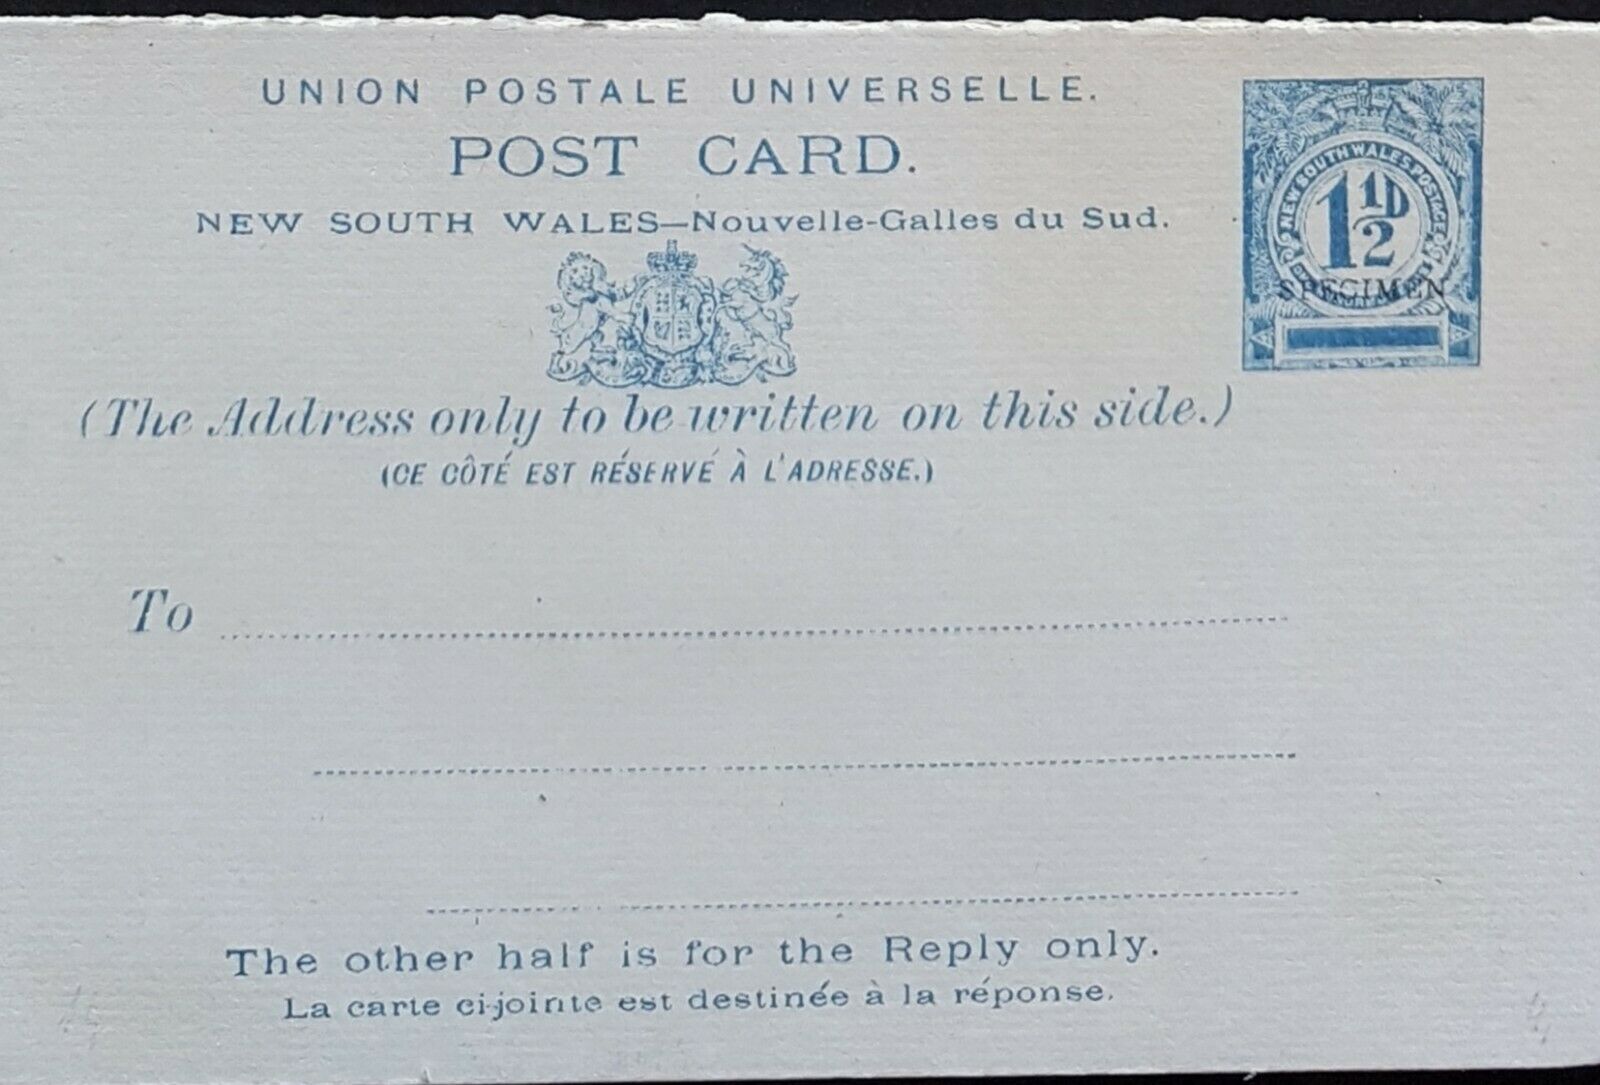 UNION POSTALE UNIVERSELLE.
POST CARD.
NEW SOUTH WALES—Nouvelle-Galles du Sud.
NEW SOUTH WALES POSTAGE
1½D
SPECIMEN
(The Address only to be written on this side.)
(CE CÔTÉ EST RÉSERVÉ À L'ADRESSE.)
To
The other half is for the Reply only.
La carte ci-jointe est destinée à la réponse.